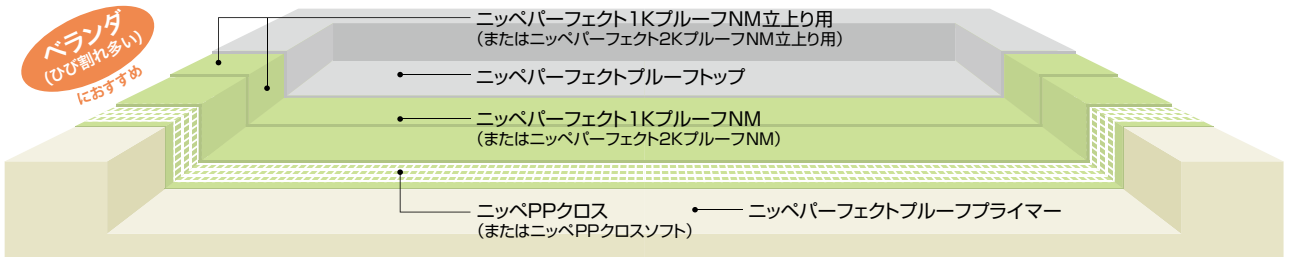 ベランダ
(ひび割れ多い)
におすすめ
ニッペパーフェクト1KプルーフNM立上り用
(またはニッペパーフェクト2KプルーフNM立上り用)
ニッペパーフェクトプルーフトップ
ニッペパーフェクト1KプルーフNM
(またはニッペパーフェクト2KプルーフNM)
ニッペPPクロス
(またはニッペPPクロスソフト)
ニッペパーフェクトプルーフプライマー